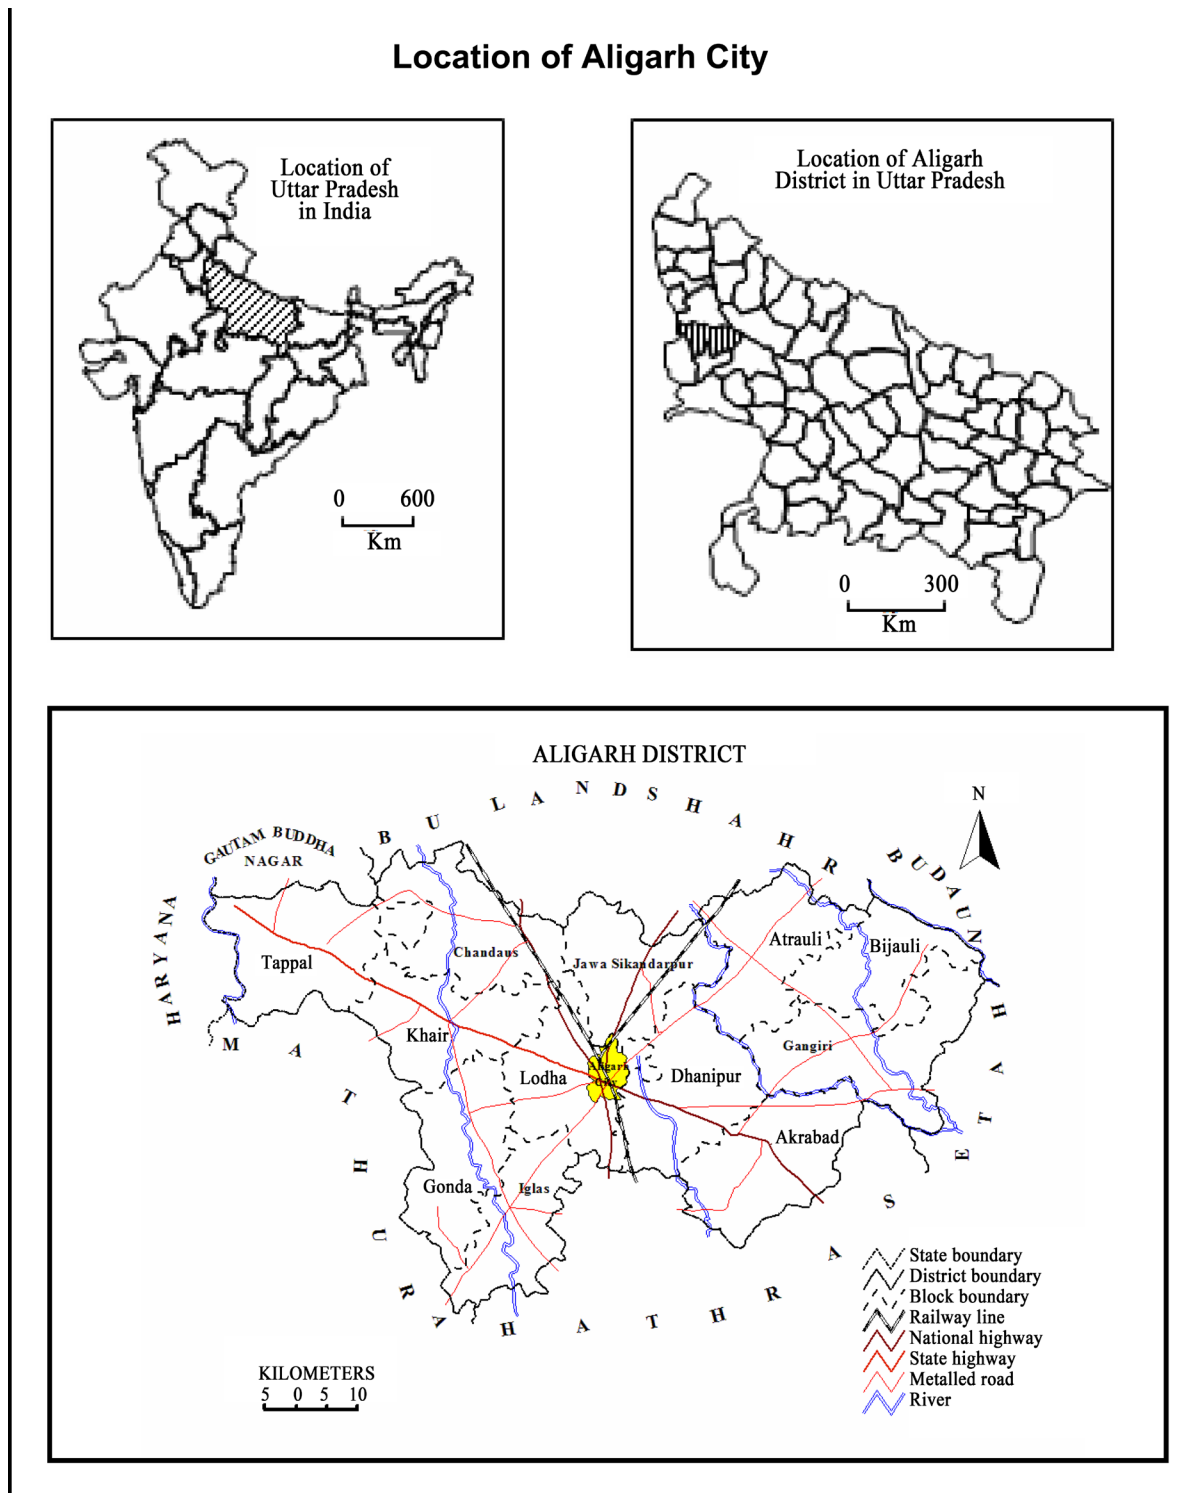 Location of Aligarh City
Location of
Uttar Pradesh
in India
0 600
Km
Location of Aligarh
District in Uttar Pradesh
0 300
Km
ALIGARH DISTRICT
N
BULANDSHAHR
GAUTAM BUDDHA
NAGAR
BUDAUN
HARYANA
Tappal
Chandaus
Jawa Sikandarpur
Atrauli
Bijauli
Khair
Lodha
Aligarh
City
Dhanipur
Gangiri
Akrabad
Gonda
Iglas
MATHURA
HATHRAS
ETAH
State boundary
District boundary
Block boundary
Railway line
National highway
State highway
Metalled road
River
KILOMETERS
5 0 5 10